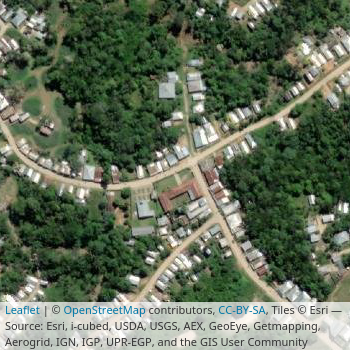 Leaflet | © OpenStreetMap contributors, CC-BY-SA, Tiles © Esri —
Source: Esri, i-cubed, USDA, USGS, AEX, GeoEye, Getmapping,
Aerogrid, IGN, IGP, UPR-EGP, and the GIS User Community